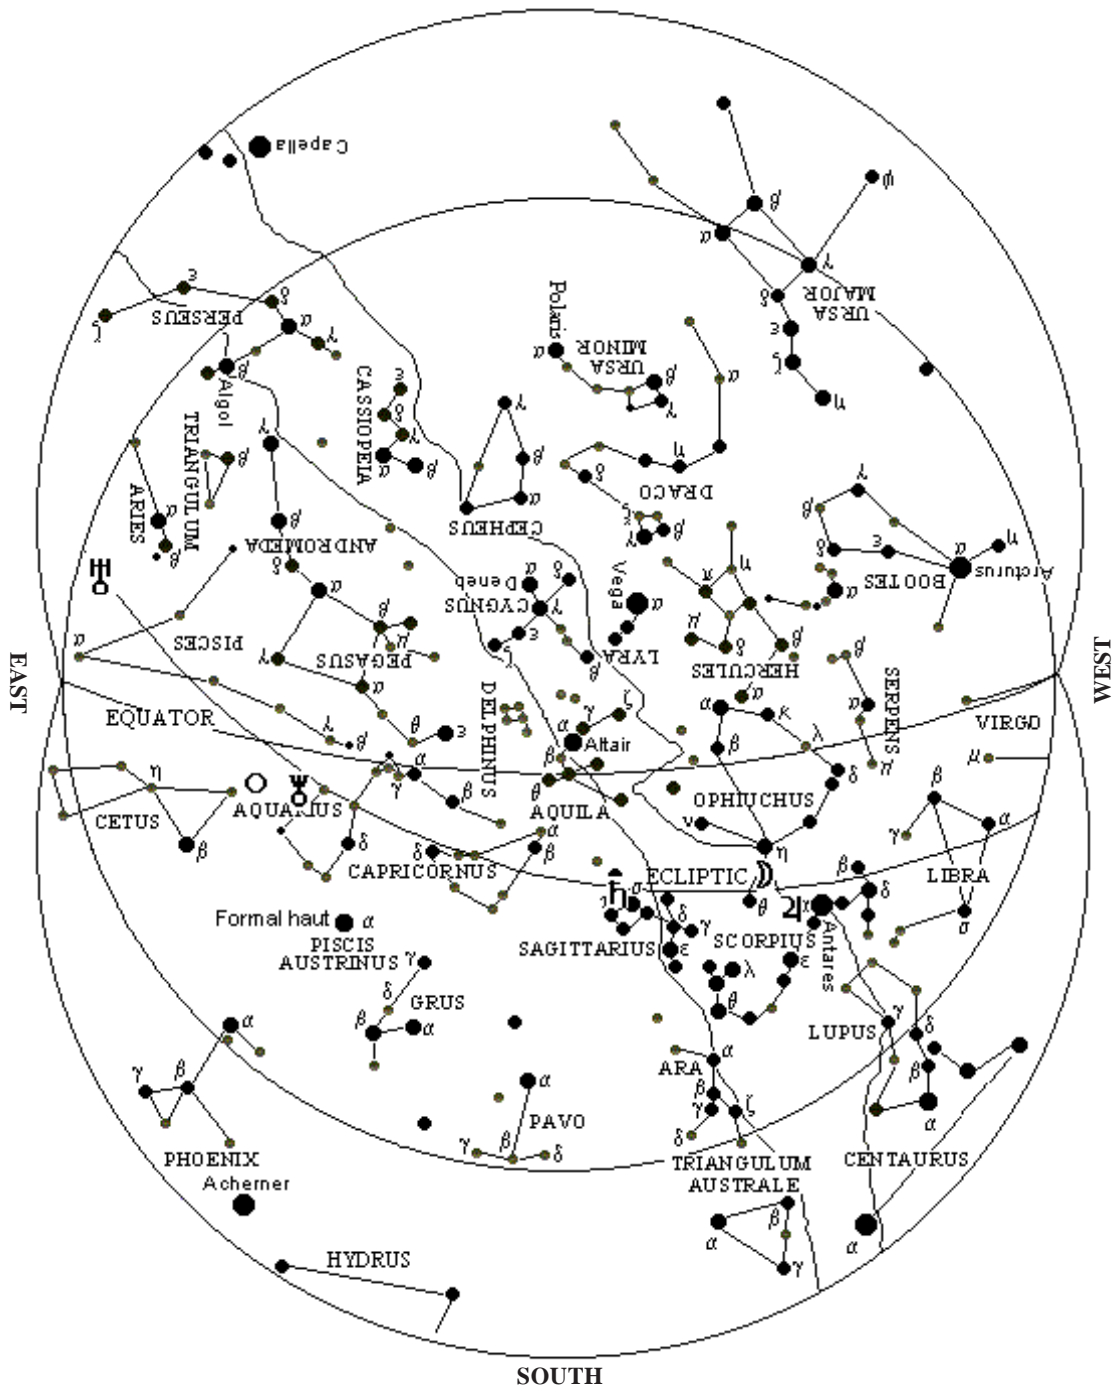 Capella
ψ
β
α
γ
URSA
MAJOR
δ
ε
ζ
η
ε
δ
PERSEUS
ζ
α
γ
β
Algol
Polaris
α
URSA
MINOR
β
γ
α
CASSIOPEIA
ε
δ
γ
α
β
γ
β
α
CEPHEUS
TRIANGULUM
β
γ
ARIES
α
β
β
ANDROMEDA
δ
η
δ
DRACO
ξ
β
γ
γ
β
δ
ε
α
η
BOOTES
Arcturus
Deneb
α
δ
CYGNUS
γ
ε
ζ
β
Vega
α
LYRA
π
η
μ
δ
β
HERCULES
α
α
PISCES
α
β
μ
PEGASUS
γ
α
θ
ε
γ
β
EAST
WEST
EQUATOR
DELPHINUS
ζ
γ
α
Attair
β
θ
AQUILA
α
κ
β
λ
δ
OPHIUCHUS
ν
η
β
α
SERPENS
μ
VIRGO
μ
η
CETUS
β
AQUARIUS
α
γ
β
δ
δ
CAPRICORNUS
α
β
ECLIPTIC
θ
α
Antares
β
δ
β
α
γ
LIBRA
σ
Formal haut
α
PISCIS
AUSTRINUS
γ
GRUS
δ
β
α
σ
δ
γ
SAGITTARIUS
ε
SCORPIUS
ε
λ
θ
γ
LUPUS
δ
β
α
α
γ
β
PHOENIX
Acherner
α
PAVO
γ
β
δ
ARA
α
β
γ
ζ
δ
TRIANGULUM
AUSTRALE
β
α
γ
CENTAURUS
α
HYDRUS
SOUTH